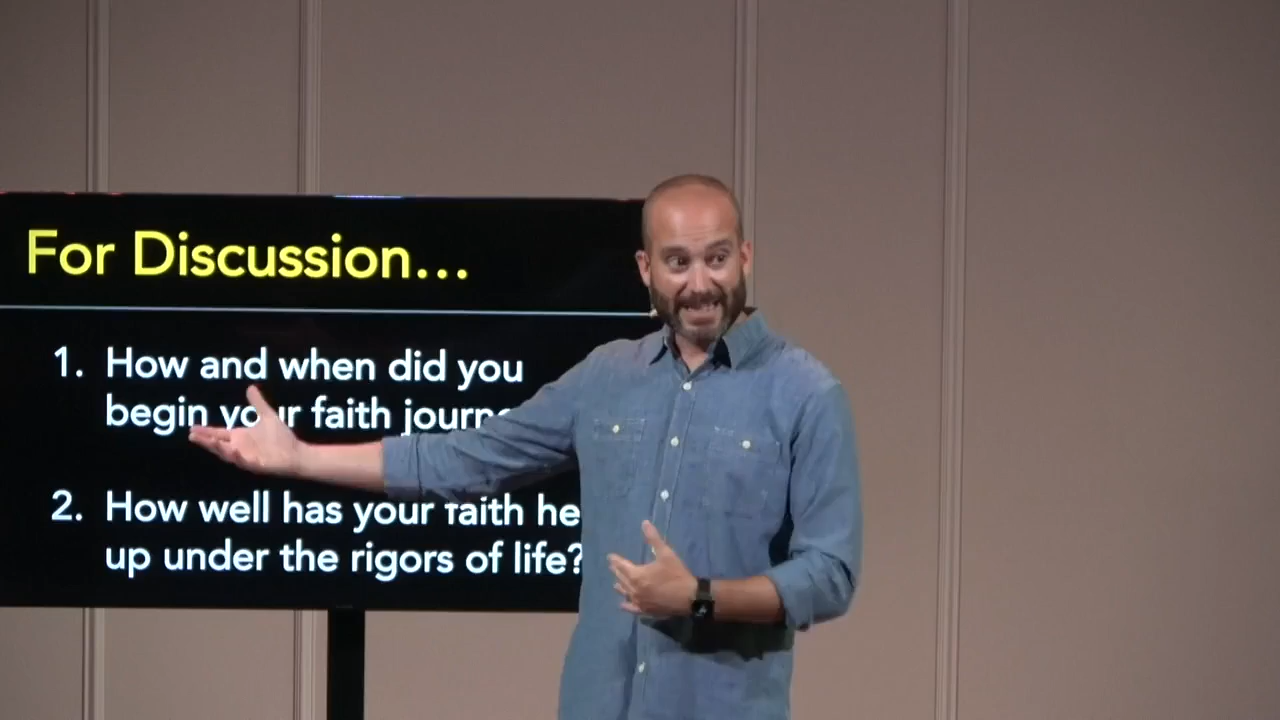 For Discussion...
1. How and when did you
begin your faith
2. How well has your faith
up under the rigors of life?